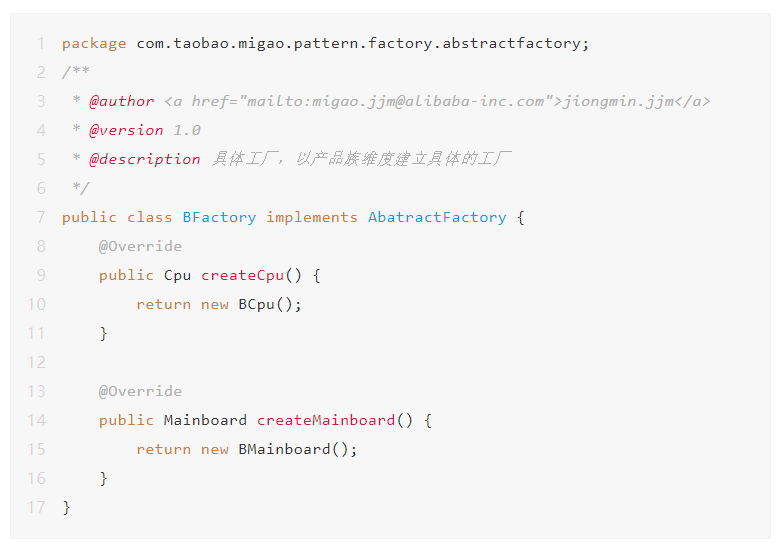 1 package com.taobao.migao.pattern.factory.abstractfactory;
2 /**
3  * @author <a href="mailto:migao.jjm@alibaba-inc.com">jiongmin.jjm</a>
4  * @version 1.0
5  * @description 具体工厂，以产品族维度建立具体的工厂
6  */
7 public class BFactory implements AbatractFactory {
8     @Override
9     public Cpu createCpu() {
10         return new BCpu();
11     }
12
13     @Override
14     public Mainboard createMainboard() {
15         return new BMainboard();
16     }
17 }